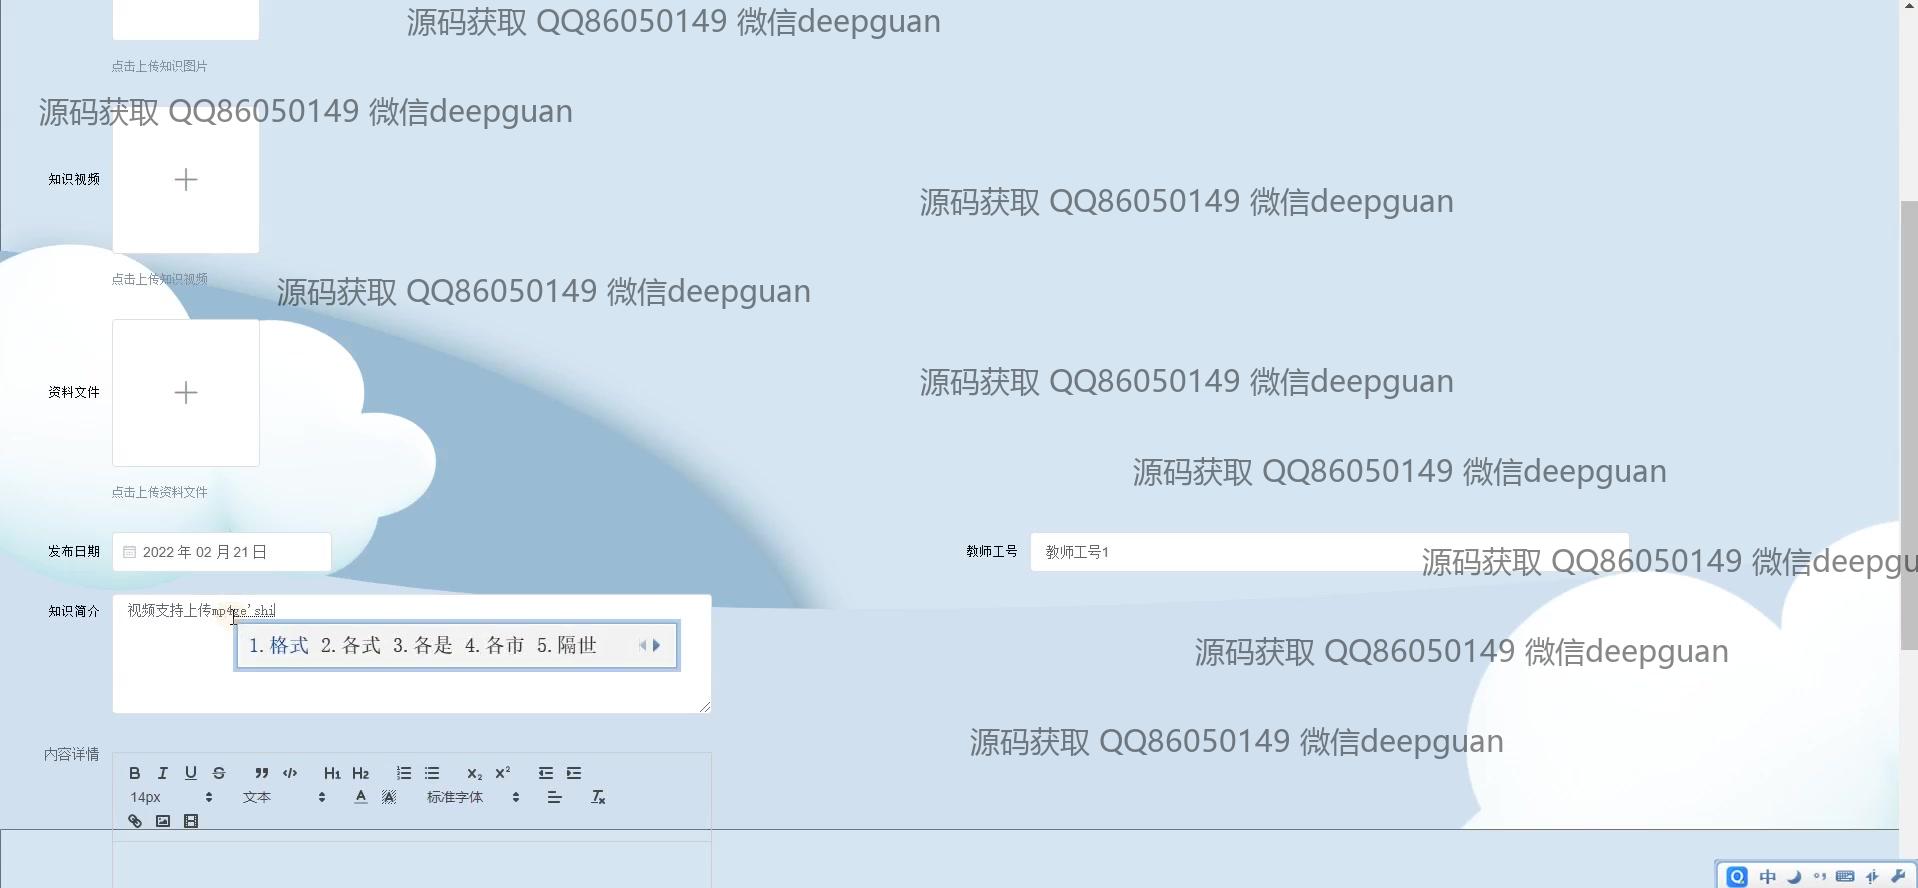 源码获取 QQ86050149 微信deepguan
点击上传知识图片
源码获取 QQ86050149 微信deepguan
知识视频
源码获取 QQ86050149 微信deepguan
点击上传知识视频
源码获取 QQ86050149 微信deepguan
资料文件
源码获取 QQ86050149 微信deepguan
源码获取 QQ86050149 微信deepguan
点击上传资料文件
发布日期 2022 年 02 月 21 日
教师工号 教师工号1
源码获取 QQ86050149 微信deepgu
知识简介 视频支持上传mp4ge'shi
1.格式 2.各式 3.各是 4.各市 5.隔世
源码获取 QQ86050149 微信deepguan
源码获取 QQ86050149 微信deepguan
内容详情
B I U S ” </> H1 H2 x₂ x²
14px 文本 A A 标准字体 Tx
中